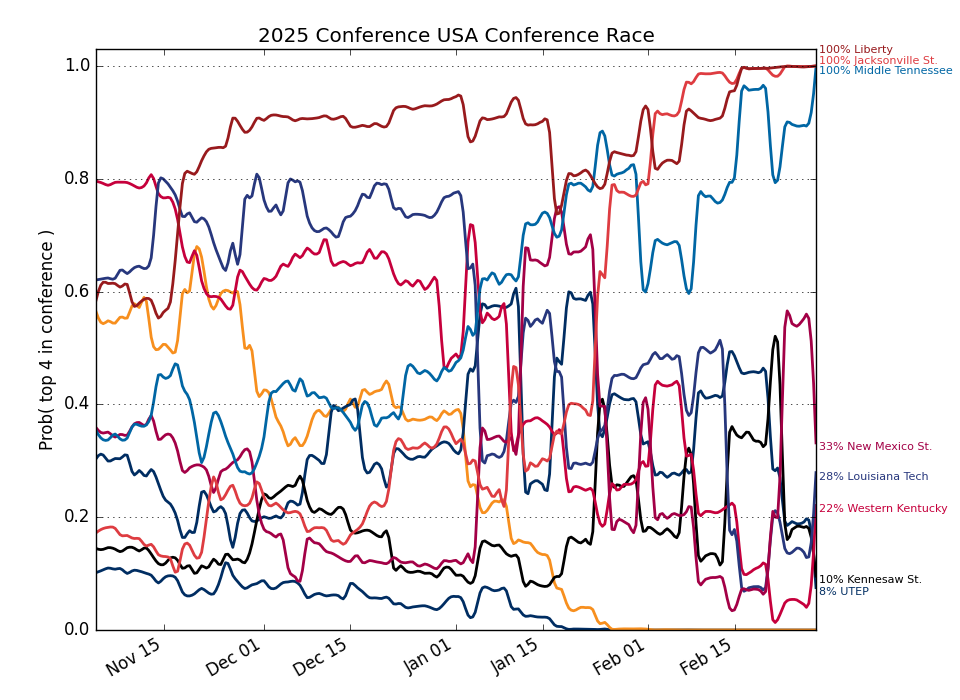 2025 Conference USA Conference Race
Prob( top 4 in conference )
1.0
0.8
0.6
0.4
0.2
0.0
Nov 15
Dec 01
Dec 15
Jan 01
Jan 15
Feb 01
Feb 15
100% Liberty
100% Jacksonville St.
100% Middle Tennessee
33% New Mexico St.
28% Louisiana Tech
22% Western Kentucky
10% Kennesaw St.
8% UTEP